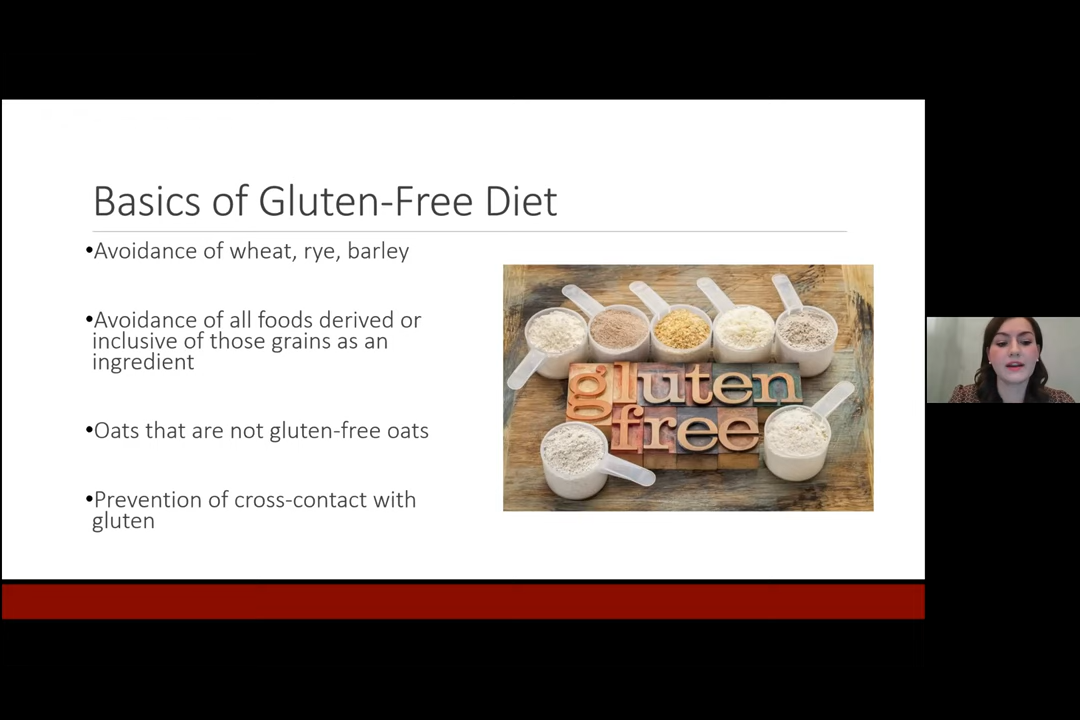 Basics of Gluten-Free Diet
•Avoidance of wheat, rye, barley
•Avoidance of all foods derived or
inclusive of those grains as an
ingredient
•Oats that are not gluten-free oats
•Prevention of cross-contact with
gluten
gluten
free